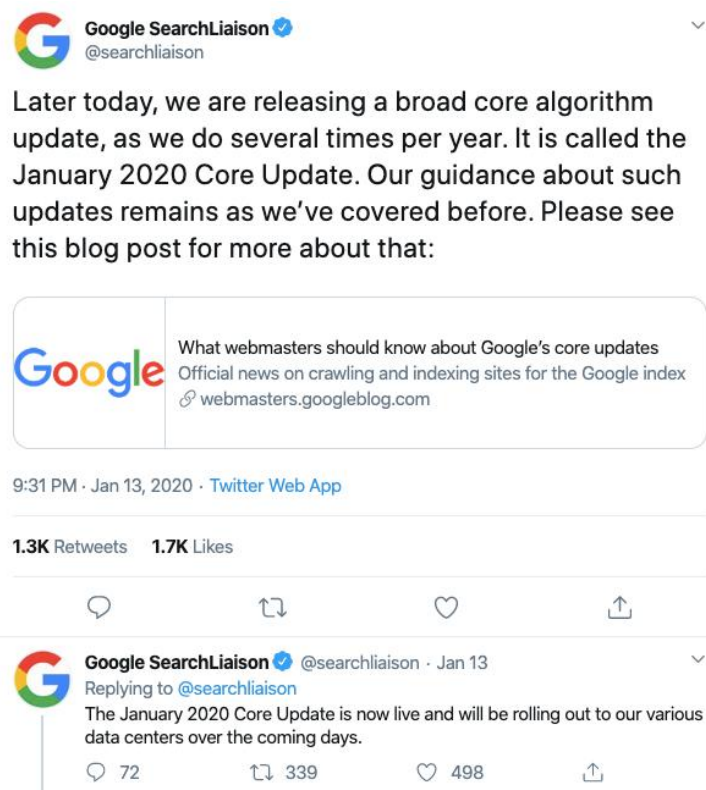 Google SearchLiaison
@searchliaison
Later today, we are releasing a broad core algorithm
update, as we do several times per year. It is called the
January 2020 Core Update. Our guidance about such
updates remains as we’ve covered before. Please see
this blog post for more about that:
Google
What webmasters should know about Google’s core updates
Official news on crawling and indexing sites for the Google index
webmasters.googleblog.com
9:31 PM · Jan 13, 2020 · Twitter Web App
1.3K Retweets 1.7K Likes
Google SearchLiaison @searchliaison · Jan 13
Replying to @searchliaison
The January 2020 Core Update is now live and will be rolling out to our various
data centers over the coming days.
72 339 498